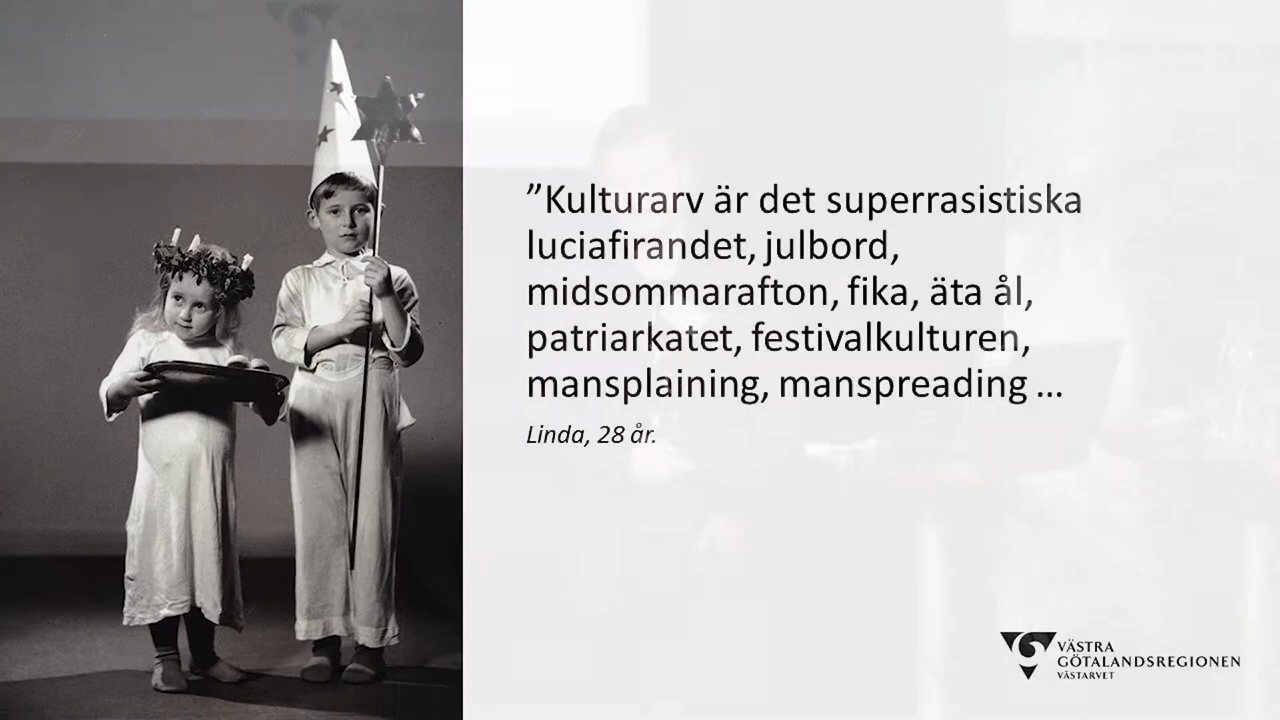 ”Kulturarv är det superrasistiska
luciafirandet, julbord,
midsommarafton, fika, äta ål,
patriarkatet, festivalkulturen,
mansplaining, manspreading ...
Linda, 28 år.
VÄSTRA
GÖTALANDSREGIONEN
VÄSTARVET